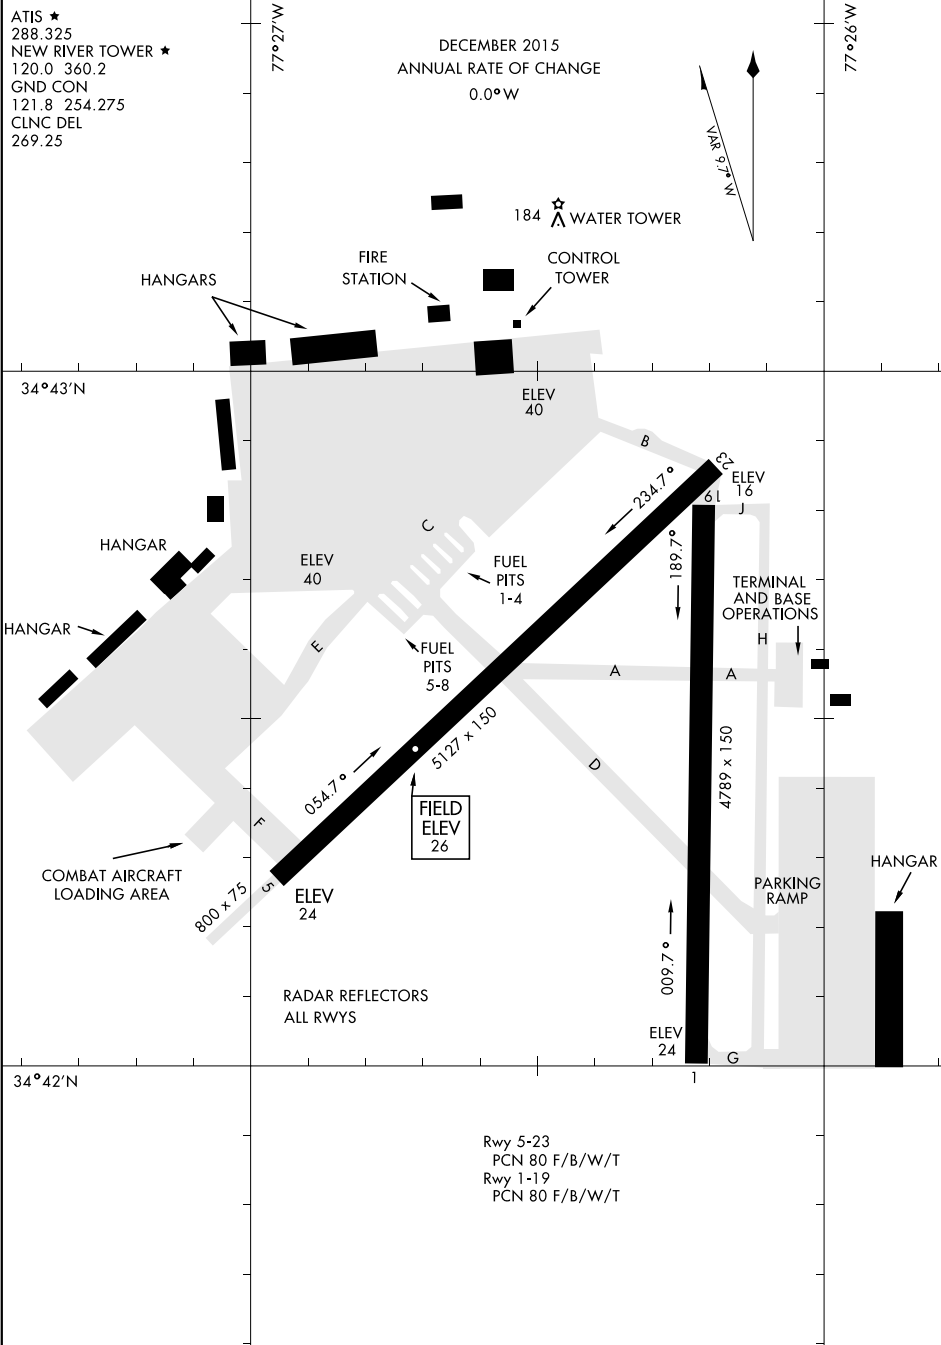 ATIS ★
288.325
NEW RIVER TOWER ★
120.0 360.2
GND CON
121.8 254.275
CLNC DEL
269.25
77°27'W
DECEMBER 2015
ANNUAL RATE OF CHANGE
0.0° W
77°26'W
VAR 9.7° W
184
WATER TOWER
FIRE
STATION
CONTROL
TOWER
HANGARS
34°43'N
ELEV
40
B
23
ELEV
16
234.7°
19
J
C
HANGAR
ELEV
40
FUEL
PITS
1-4
189.7°
TERMINAL
AND BASE
OPERATIONS
HANGAR
E
FUEL
PITS
5-8
H
A
A
5127 x 150
4789 x 150
054.7°
D
FIELD
ELEV
26
F
COMBAT AIRCRAFT
LOADING AREA
800 x 75
5
ELEV
24
PARKING
RAMP
HANGAR
009.7°
RADAR REFLECTORS
ALL RWYS
ELEV
24
G
34°42'N
1
Rwy 5-23
PCN 80 F/B/W/T
Rwy 1-19
PCN 80 F/B/W/T